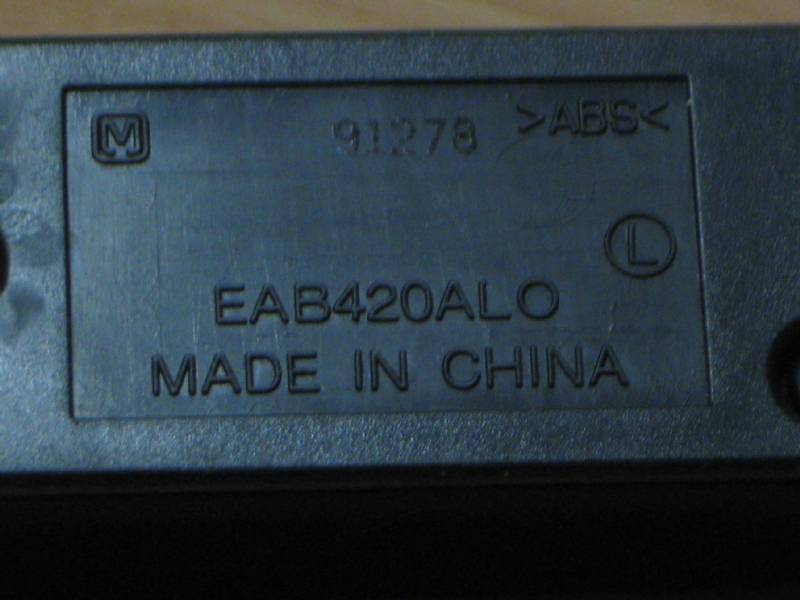 M 91278 >ABS<
L
EAB420ALO
MADE IN CHINA